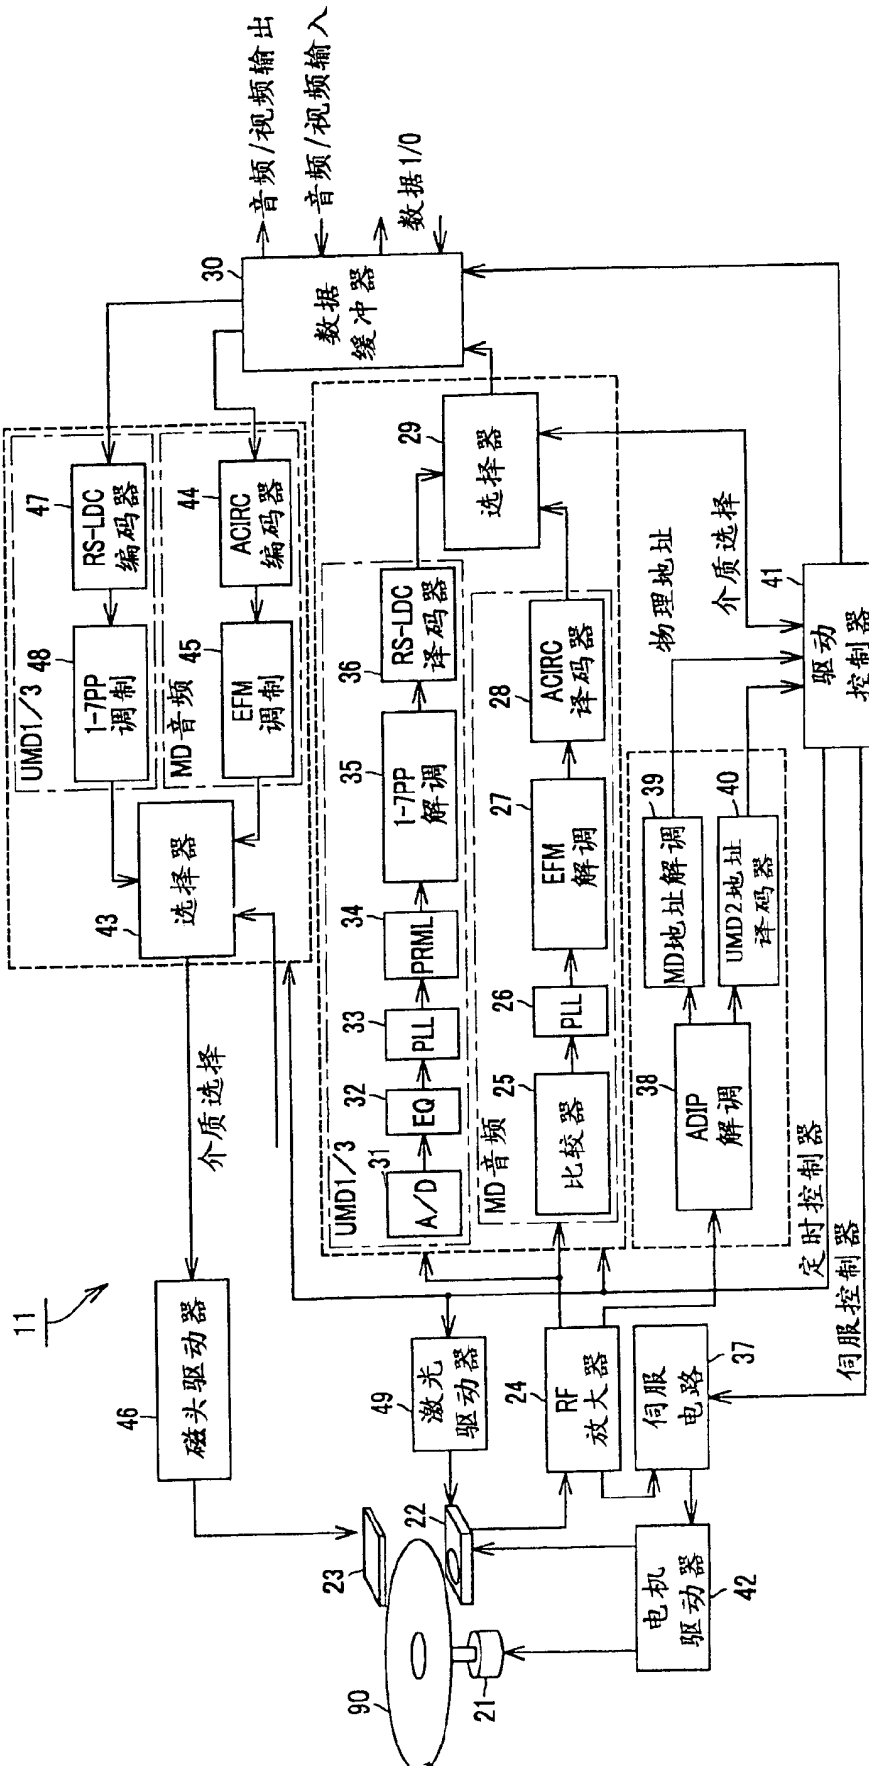 11
46
磁头驱动器
23
90
21
22
49
激光
驱动器
24
RF
放大器
37
伺服
电路
42
电机
驱动器
介质选择
43
选择器
UMD1/3
48
1-7PP
调制
47
RS-LDC
编码器
MD音频
45
EFM
调制
44
ACIRC
编码器
30
数据
缓冲器
音频/视频输出
音频/视频输入
数据1/0
UMD1/3
31
A/D
32
EQ
33
PLL
34
PRML
35
1-7PP
解调
36
RS-LDC
译码器
29
选择器
MD音频
25
比较器
26
PLL
27
EFM
解调
28
ACIRC
译码器
38
ADIP
解调
39
MD地址解调
40
UMD2地址
译码器
物理地址
介质选择
41
驱动
控制器
定时控制器
伺服控制器